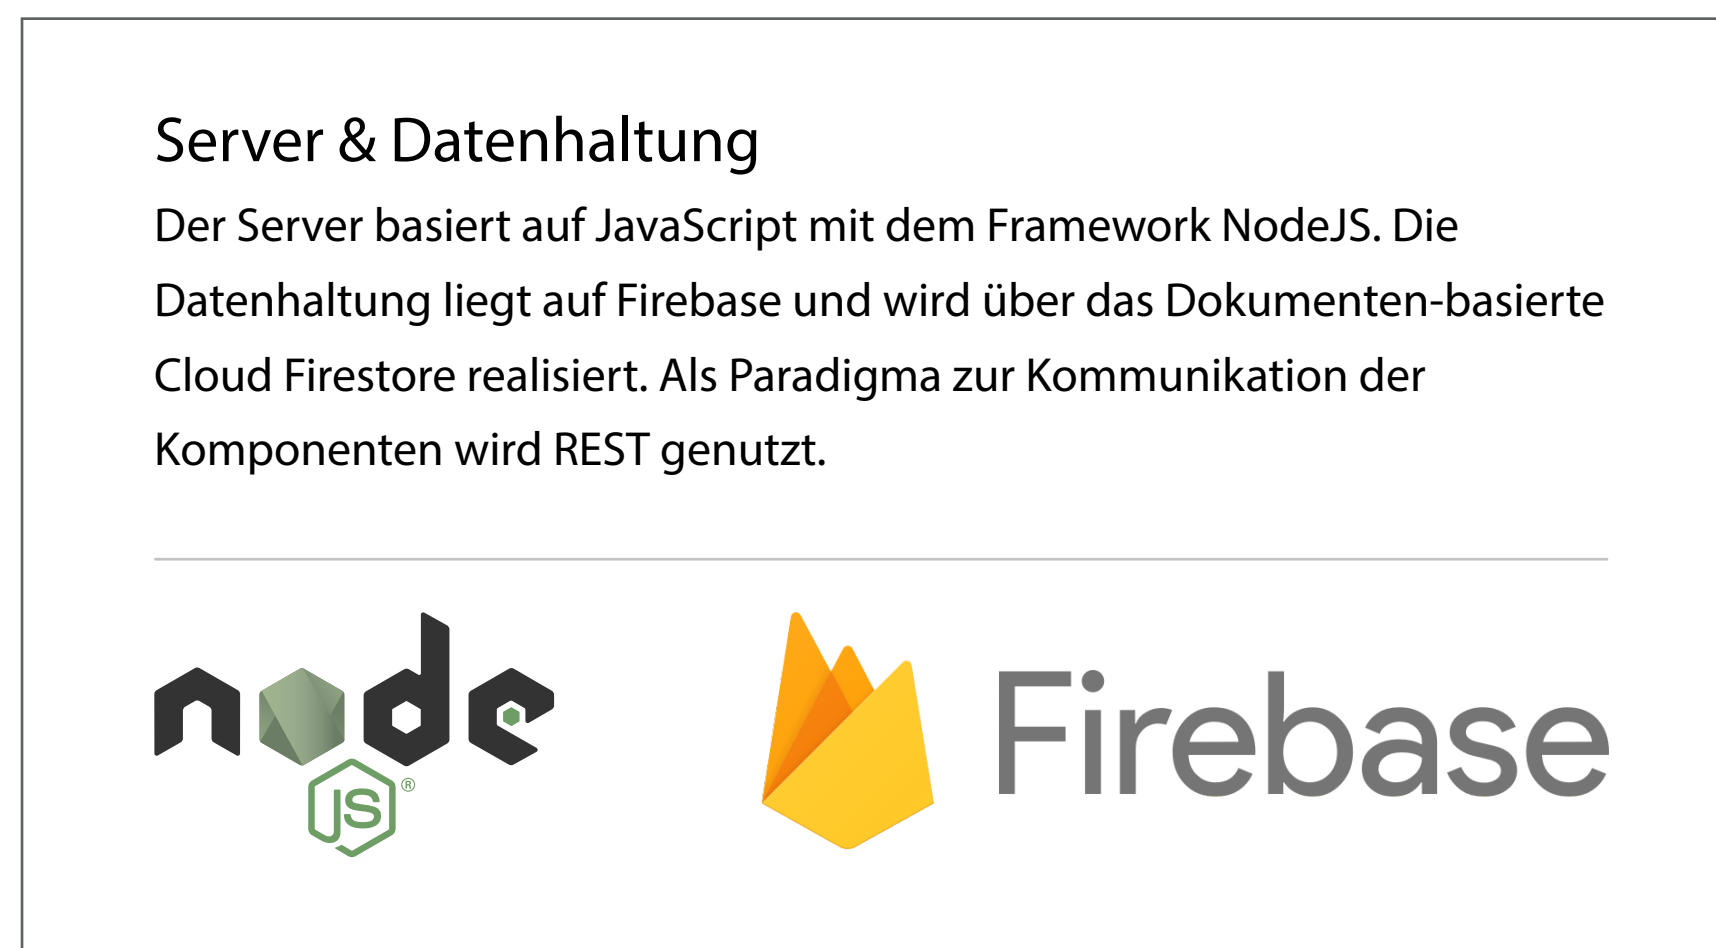 Server & Datenhaltung
Der Server basiert auf JavaScript mit dem Framework NodeJS. Die
Datenhaltung liegt auf Firebase und wird über das Dokumenten-basierte
Cloud Firestore realisiert. Als Paradigma zur Kommunikation der
Komponenten wird REST genutzt.
node
JS®
Firebase